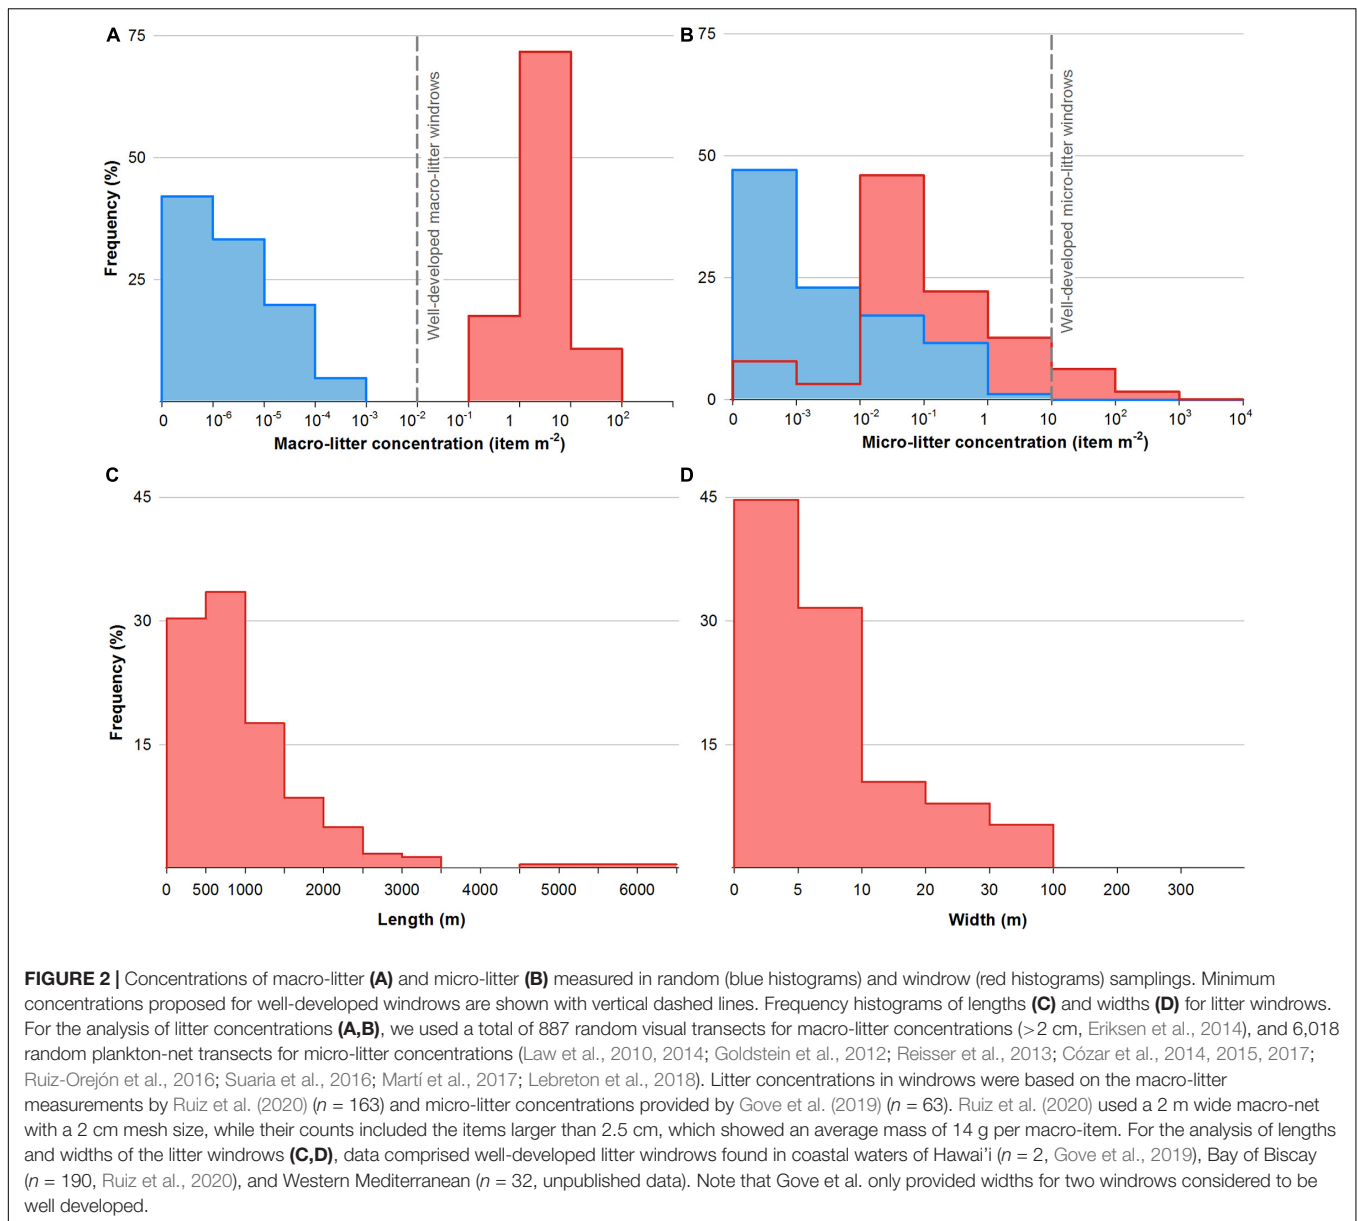 A
75
50
25
Frequency (%)
Well-developed macro-litter windrows
0 10-6 10-5 10-4 10-3 10-2 10-1 1 10 102
Macro-litter concentration (item m-2)
B
75
50
25
0
Well-developed micro-litter windrows
0 10-3 10-2 10-1 1 10 102 103 104
Micro-litter concentration (item m-2)
C
45
30
15
Frequency (%)
0 500 1000 2000 3000 4000 5000 6000
Length (m)
D
45
30
15
0 5 10 20 30 100 200 300
Width (m)
FIGURE 2 | Concentrations of macro-litter (A) and micro-litter (B) measured in random (blue histograms) and windrow (red histograms) samplings. Minimum
concentrations proposed for well-developed windrows are shown with vertical dashed lines. Frequency histograms of lengths (C) and widths (D) for litter windrows.
For the analysis of litter concentrations (A,B), we used a total of 887 random visual transects for macro-litter concentrations (>2 cm, Eriksen et al., 2014), and 6,018
random plankton-net transects for micro-litter concentrations (Law et al., 2010, 2014; Goldstein et al., 2012; Reisser et al., 2013; Cózar et al., 2014, 2015, 2017;
Ruiz-Orejón et al., 2016; Suaria et al., 2016; Martí et al., 2017; Lebreton et al., 2018). Litter concentrations in windrows were based on the macro-litter
measurements by Ruiz et al. (2020) (n = 163) and micro-litter concentrations provided by Gove et al. (2019) (n = 63). Ruiz et al. (2020) used a 2 m wide macro-net
with a 2 cm mesh size, while their counts included the items larger than 2.5 cm, which showed an average mass of 14 g per macro-item. For the analysis of lengths
and widths of the litter windrows (C,D), data comprised well-developed litter windrows found in coastal waters of Hawai'i (n = 2, Gove et al., 2019), Bay of Biscay
(n = 190, Ruiz et al., 2020), and Western Mediterranean (n = 32, unpublished data). Note that Gove et al. only provided widths for two windrows considered to be
well developed.